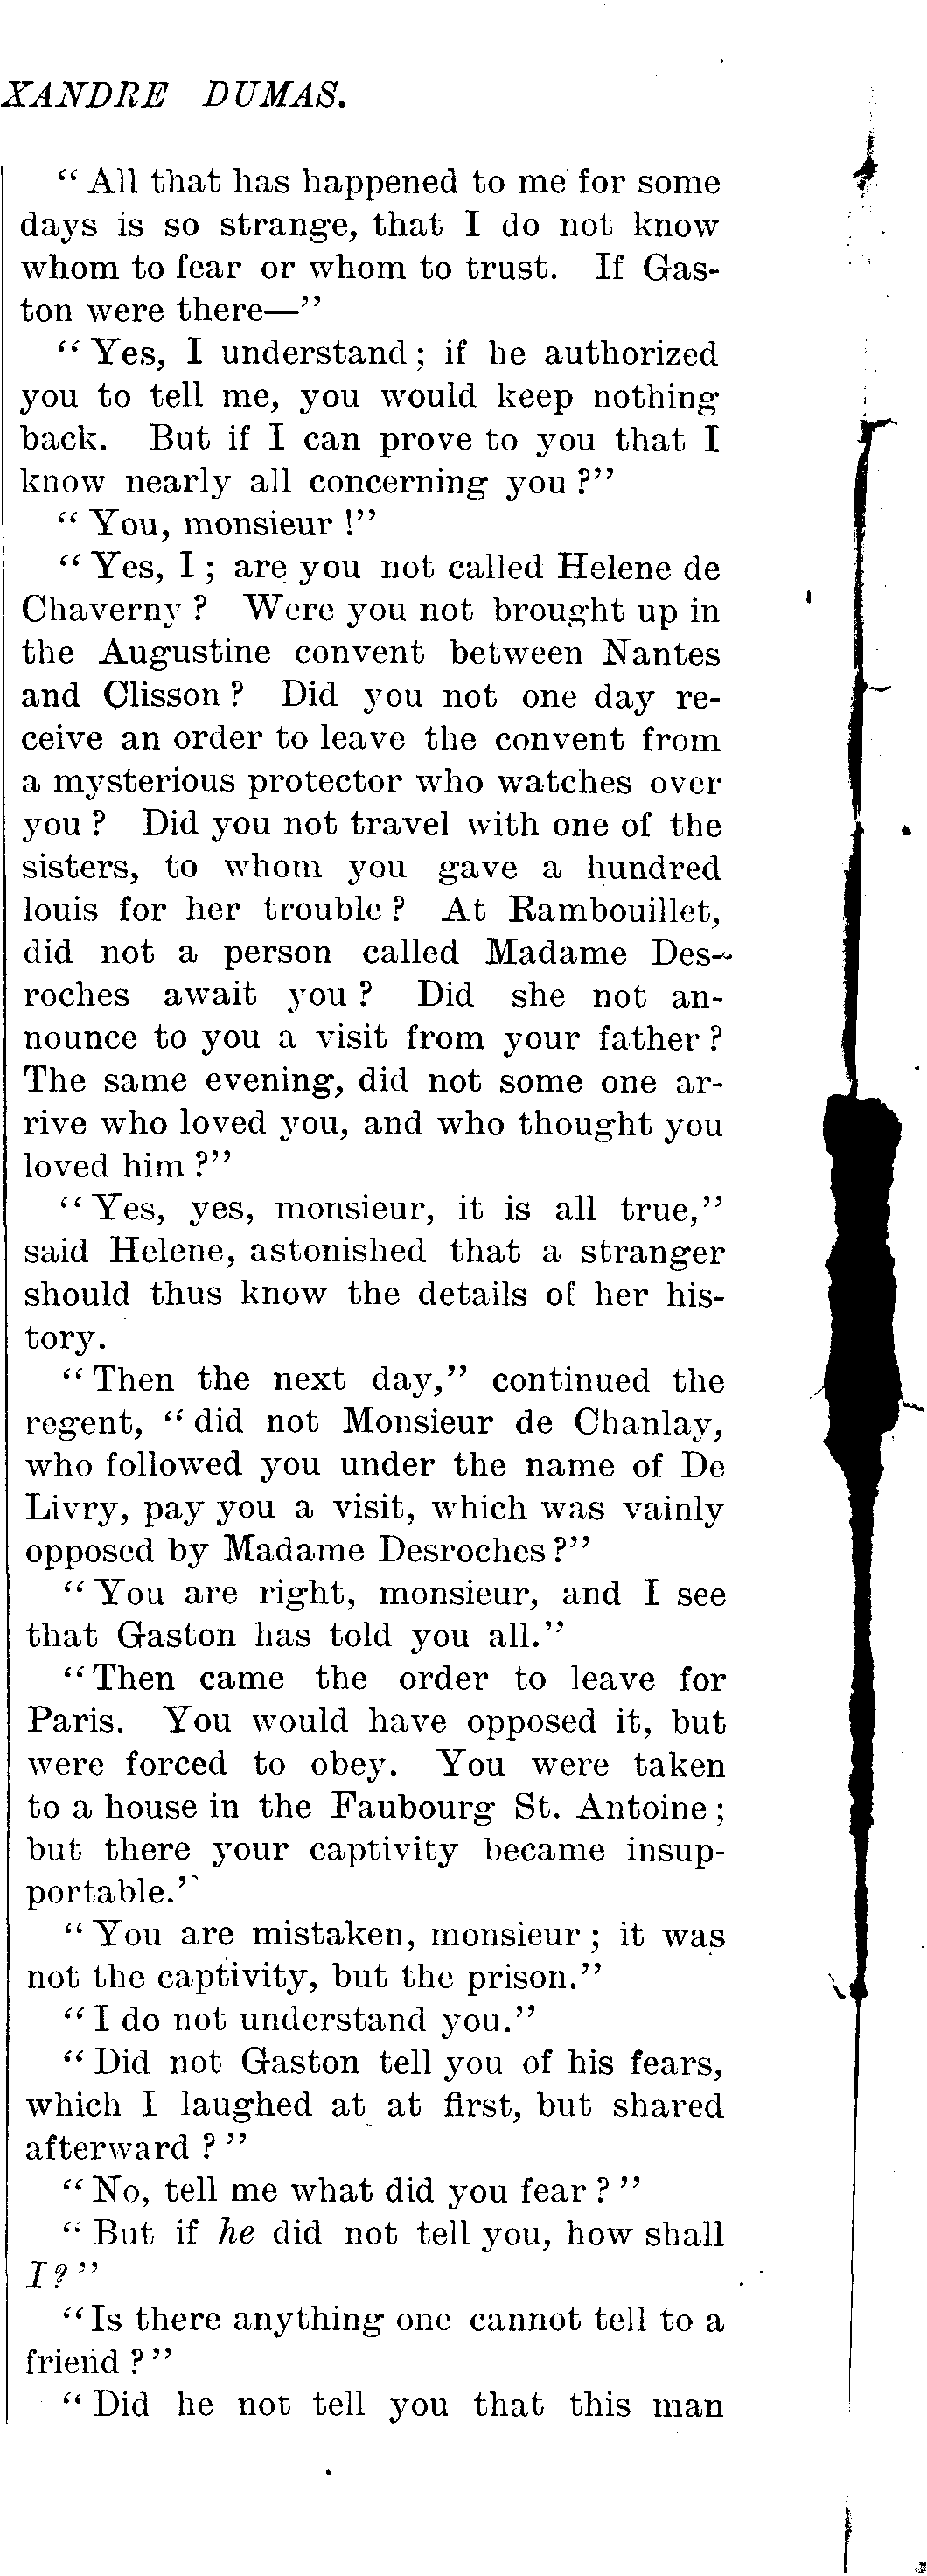 XANDRE DUMAS.
“ All that has happened to me for some
days is so strange, that I do not know
whom to fear or whom to trust. If Gas-
ton were there—”
“ Yes, I understand ; if he authorized
you to tell me, you would keep nothing
back. But if I can prove to you that I
know nearly all concerning you ?”
“ You, monsieur !”
“ Yes, I ; are you not called Helene de
Chaverny ? Were you not brought up in
the Augustine convent between Nantes
and Clisson ? Did you not one day re-
ceive an order to leave the convent from
a mysterious protector who watches over
you ? Did you not travel with one of the
sisters, to whom you gave a hundred
louis for her trouble ? At Rambouillet,
did not a person called Madame Des-
roches await you ? Did she not an-
nounce to you a visit from your father ?
The same evening, did not some one ar-
rive who loved you, and who thought you
loved him ?”
“ Yes, yes, monsieur, it is all true,”
said Helene, astonished that a stranger
should thus know the details of her his-
tory.
“ Then the next day,” continued the
regent, “ did not Monsieur de Chanlay,
who followed you under the name of De
Livry, pay you a visit, which was vainly
opposed by Madame Desroches ?”
“ You are right, monsieur, and I see
that Gaston has told you all.”
“ Then came the order to leave for
Paris. You would have opposed it, but
were forced to obey. You were taken
to a house in the Faubourg St. Antoine ;
but there your captivity became insup-
portable.”
“ You are mistaken, monsieur ; it was
not the captivity, but the prison.”
“ I do not understand you.”
“ Did not Gaston tell you of his fears,
which I laughed at at first, but shared
afterward ? ”
“ No, tell me what did you fear ? ”
“ But if he did not tell you, how shall
I ? ”
“ Is there anything one cannot tell to a
friend ? ”
“ Did he not tell you that this man